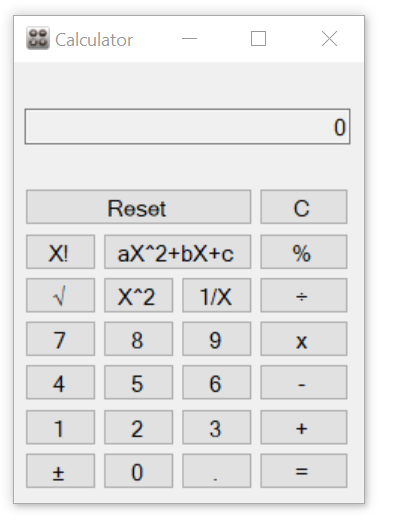 Calculator
0
Reset C
X! aX^2+bX+c %
√ X^2 1/X ÷
7 8 9 x
4 5 6 -
1 2 3 +
± 0 . =